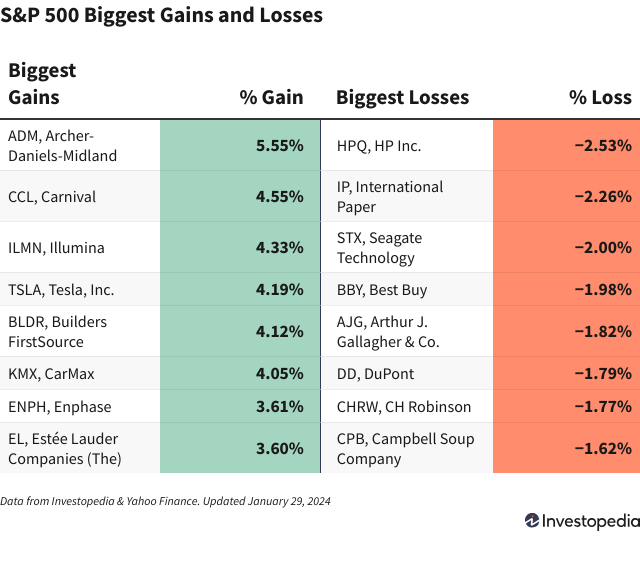 S&P 500 Biggest Gains and Losses
Biggest
Gains
% Gain
Biggest Losses
% Loss
ADM, Archer-
Daniels-Midland
5.55%
HPQ, HP Inc.
−2.53%
CCL, Carnival
4.55%
IP, International
Paper
−2.26%
ILMN, Illumina
4.33%
STX, Seagate
Technology
−2.00%
TSLA, Tesla, Inc.
4.19%
BBY, Best Buy
−1.98%
BLDR, Builders
FirstSource
4.12%
AJG, Arthur J.
Gallagher & Co.
−1.82%
KMX, CarMax
4.05%
DD, DuPont
−1.79%
ENPH, Enphase
3.61%
CHRW, CH Robinson
−1.77%
EL, Estée Lauder
Companies (The)
3.60%
CPB, Campbell Soup
Company
−1.62%
Data from Investopedia & Yahoo Finance. Updated January 29, 2024
Investopedia